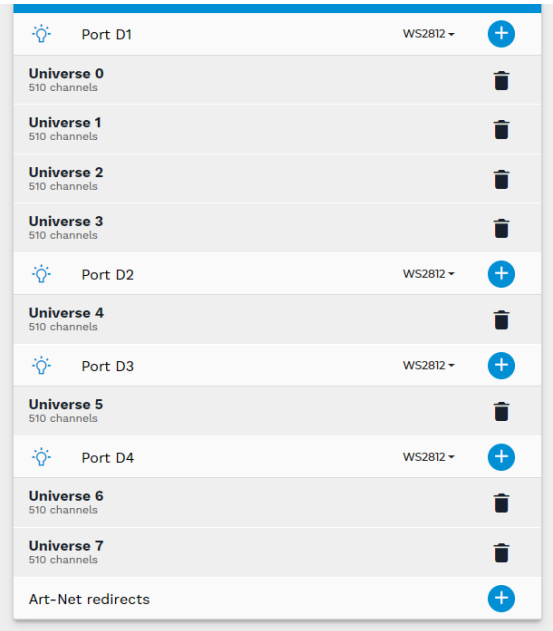 Port D1 WS2812
Universe 0
510 channels
Universe 1
510 channels
Universe 2
510 channels
Universe 3
510 channels
Port D2 WS2812
Universe 4
510 channels
Port D3 WS2812
Universe 5
510 channels
Port D4 WS2812
Universe 6
510 channels
Universe 7
510 channels
Art-Net redirects